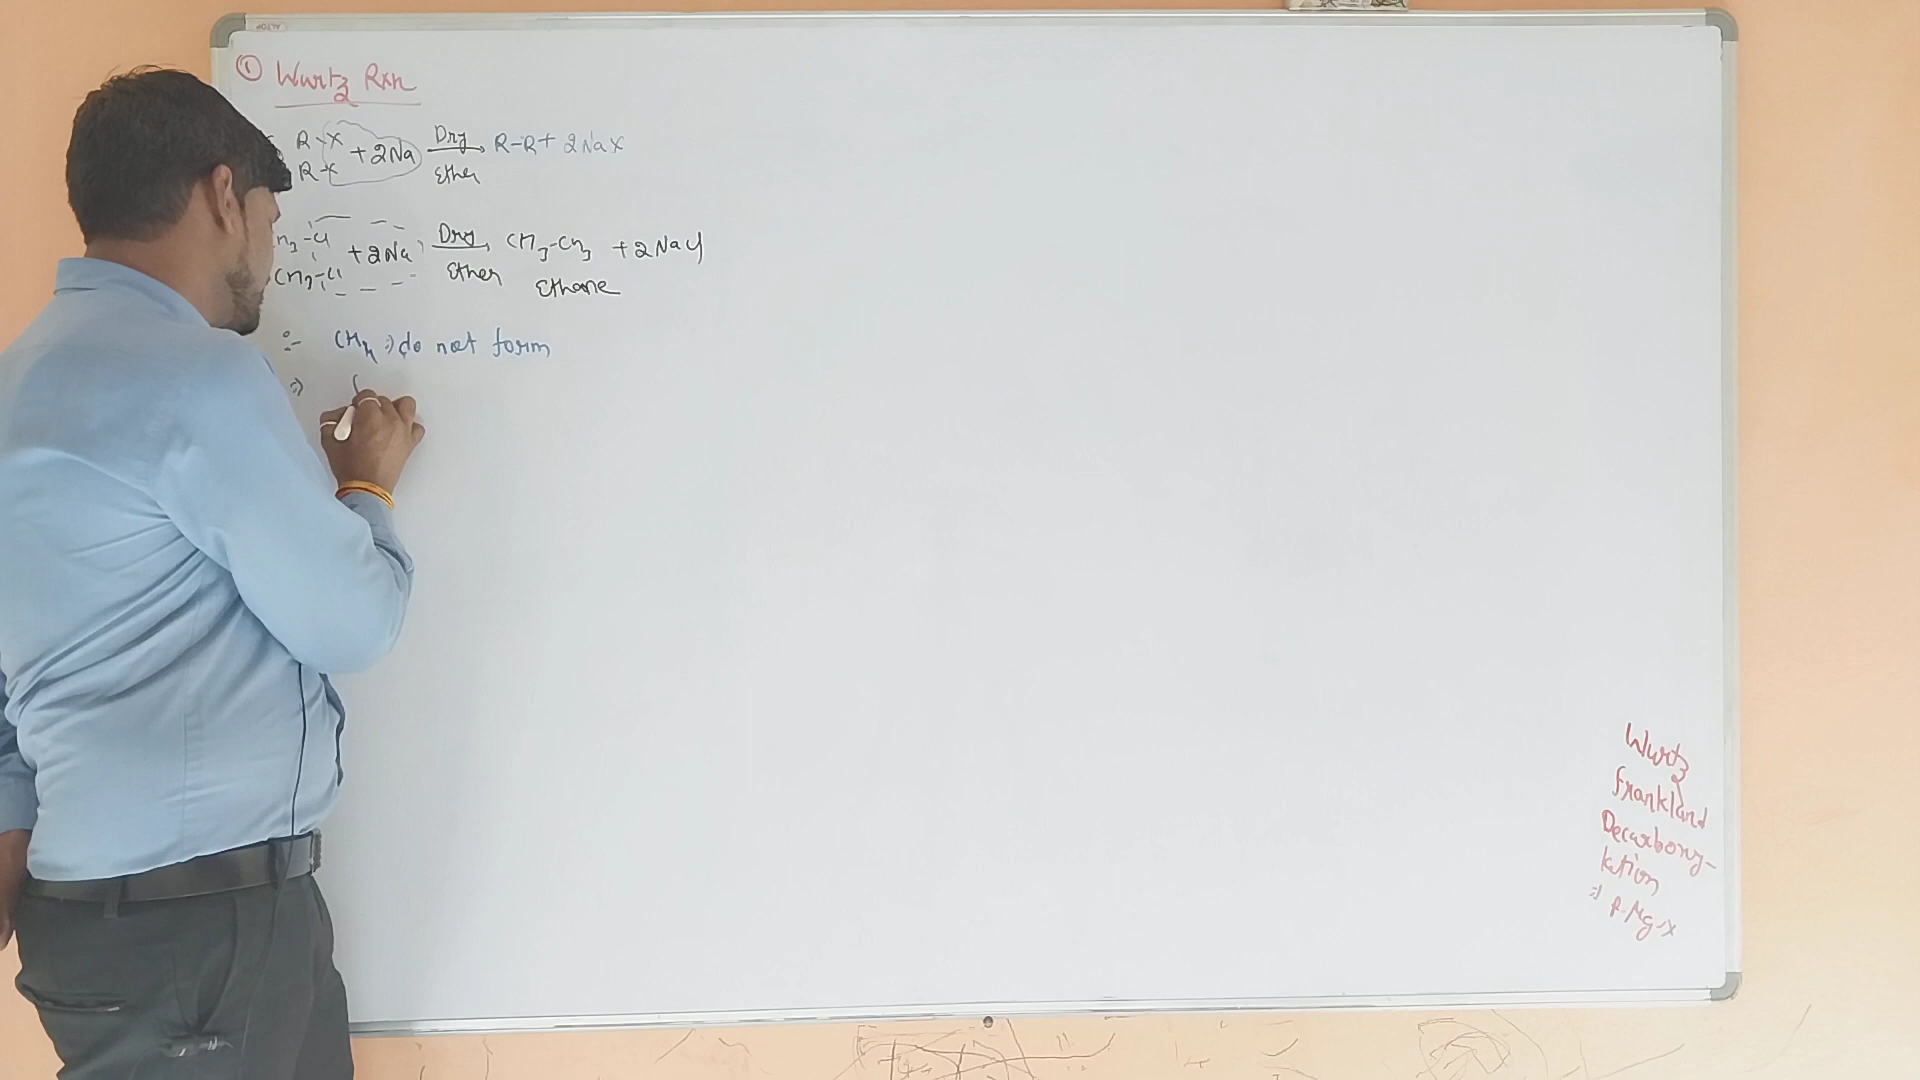 ① Wurtz Rxn
R-X
R-X + 2Na Dry Ether R-R + 2NaX
-Cl
CH3-Cl + 2Na Dry Ether CH3-CH3 + 2NaCl
Ethane
:- CH4 :) do not form
⇒ (
Wurtz
frankland
Decarboxy-
lation
⇒ R-Mg-X